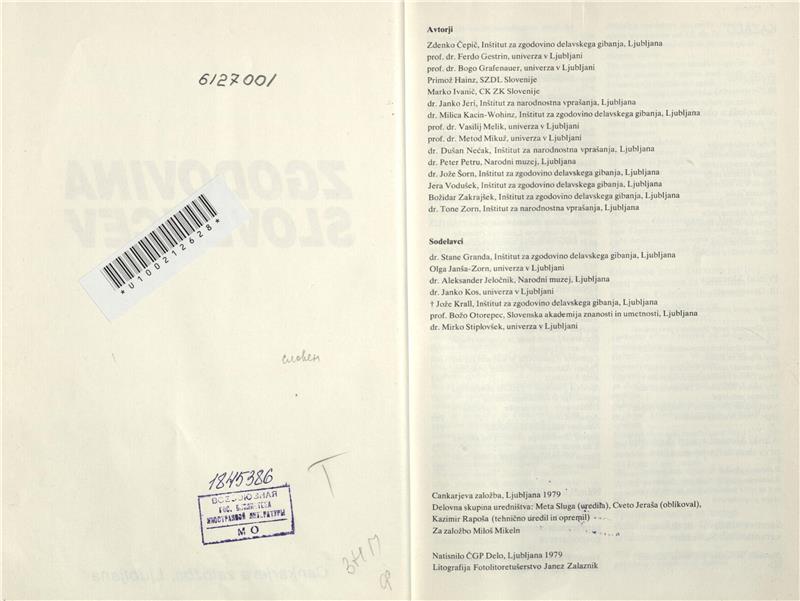 6127001
*U100212628*
словен
1845386
ВСЕСОЮЗНАЯ
ГОС. БИБЛИОТЕКА
ИНОСТРАННОЙ ЛИТЕРАТУРЫ
МО
Avtorji
Zdenko Čepič, Inštitut za zgodovino delavskega gibanja, Ljubljana
prof. dr. Ferdo Gestrin, univerza v Ljubljani
prof. dr. Bogo Grafenauer, univerza v Ljubljani
Primož Hainz, SZDL Slovenije
Marko Ivanič, CK ZK Slovenije
dr. Janko Jeri, Inštitut za narodnostna vprašanja, Ljubljana
dr. Milica Kacin-Wohinz, Inštitut za zgodovino delavskega gibanja, Ljubljana
prof. dr. Vasilij Melik, univerza v Ljubljani
prof. dr. Metod Mikuž, univerza v Ljubljani
dr. Dušan Nećak, Inštitut za narodnostna vprašanja, Ljubljana
dr. Peter Petru, Narodni muzej, Ljubljana
dr. Jože Šorn, Inštitut za zgodovino delavskega gibanja, Ljubljana
Jera Vodušek, Inštitut za zgodovino delavskega gibanja, Ljubljana
Božidar Zakrajšek, Inštitut za zgodovino delavskega gibanja, Ljubljana
dr. Tone Zorn, Inštitut za narodnostna vprašanja, Ljubljana
Sodelavci
dr. Stane Granda, Inštitut za zgodovino delavskega gibanja, Ljubljana
Olga Janša-Zorn, univerza v Ljubljani
dr. Aleksander Jeločnik, Narodni muzej, Ljubljana
dr. Janko Kos, univerza v Ljubljani
† Jože Krall, Inštitut za zgodovino delavskega gibanja, Ljubljana
prof. Božo Otorepec, Slovenska akademija znanosti in umetnosti, Ljubljana
dr. Mirko Stiplovšek, univerza v Ljubljani
Cankarjeva založba, Ljubljana 1979
Delovna skupina uredništva: Meta Sluga (uredila), Cveto Jeraša (oblikoval),
Kazimir Rapoša (tehnično uredil in opremil)
Za založbo Miloš Mikeln
Natisnilo ČGP Delo, Ljubljana 1979
Litografija Fotolitoretušerstvo Janez Zalaznik